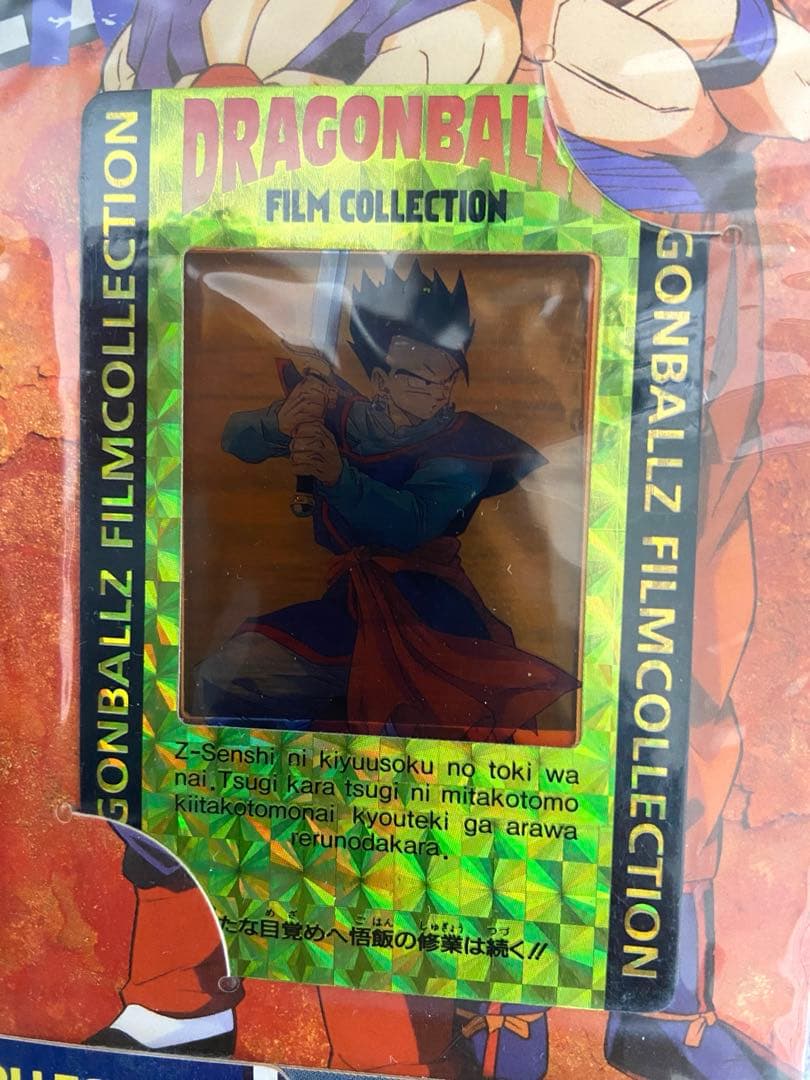 DRAGONBALL
FILM COLLECTION
GONBALLZ FILMCOLLECTION
GONBALLZ FILMCOLLECTION
Z-Senshi ni kiyuusoku no toki wa
nai.Tsugi kara tsugi ni mitakotomo
kiitakotomonai kyouteki ga arawa
rerunodakara.
たな目覚めへ悟飯の修業は続く!!